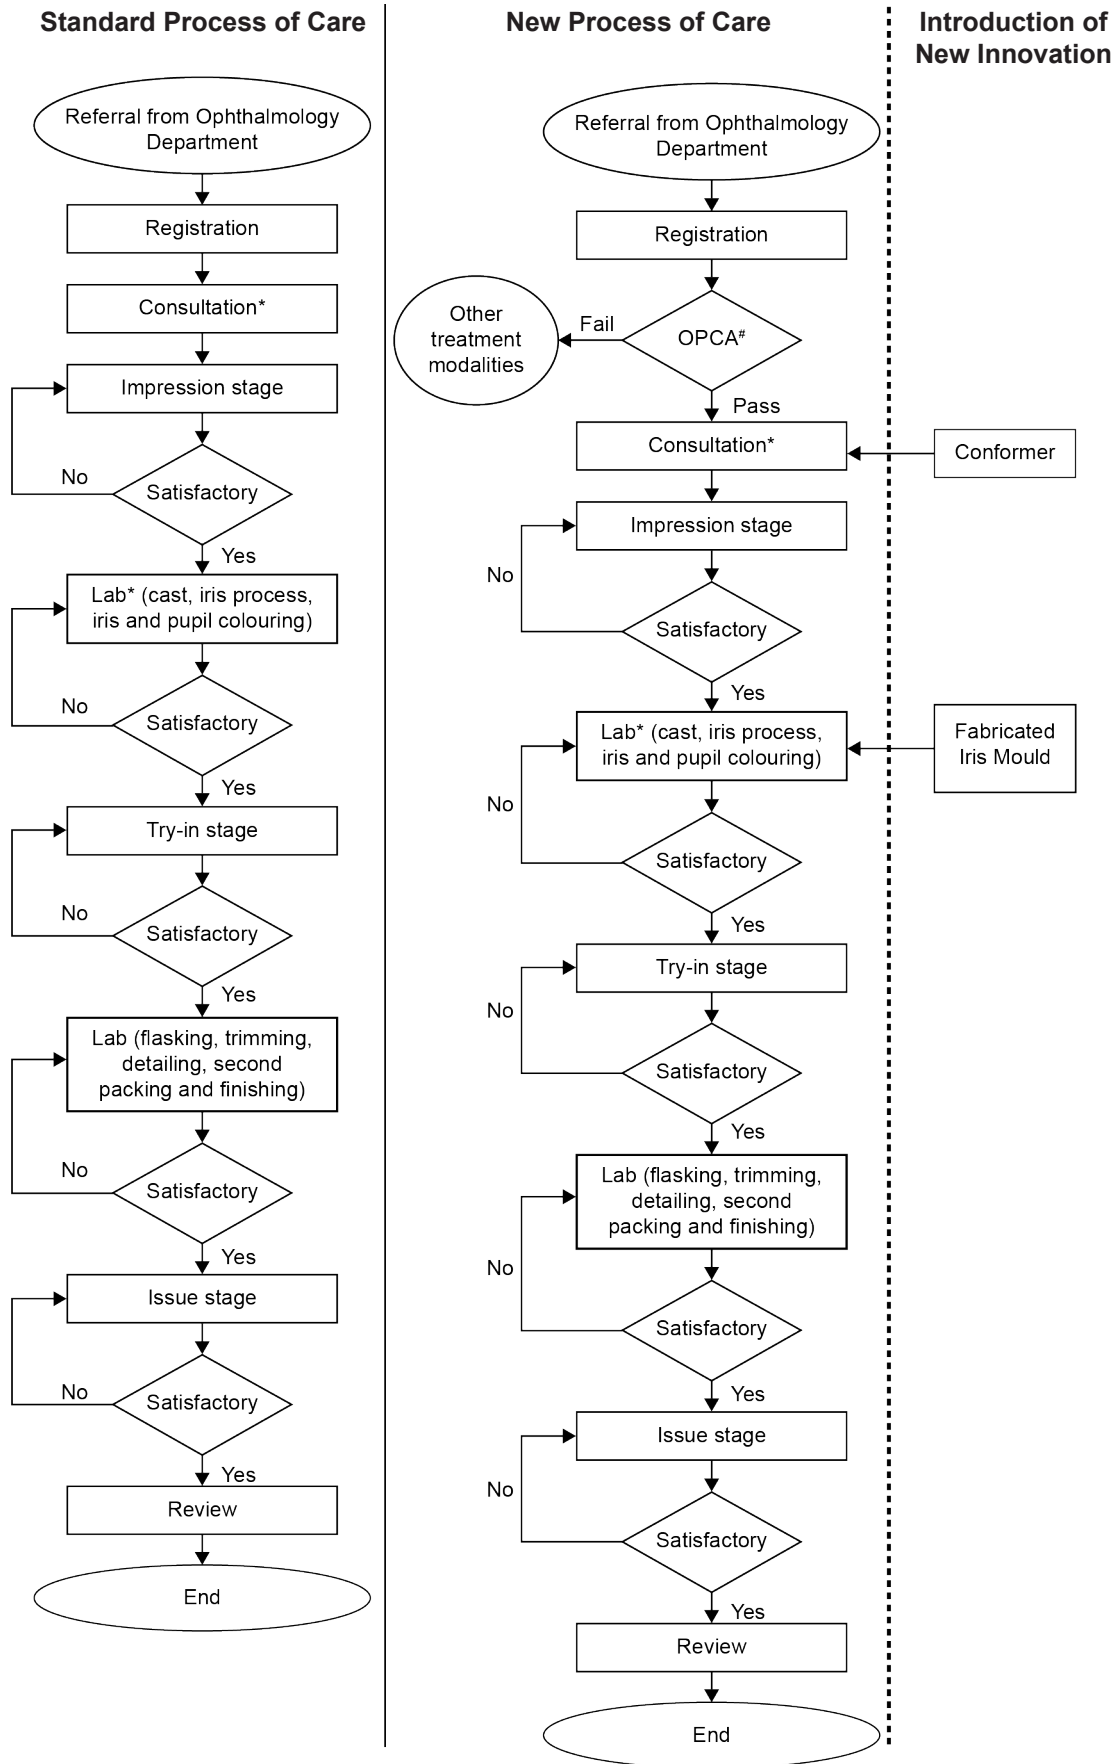 Standard Process of Care
Referral from Ophthalmology
Department
Registration
Consultation*
Impression stage
No
Satisfactory
Yes
Lab* (cast, iris process,
iris and pupil colouring)
No
Satisfactory
Yes
Try-in stage
No
Satisfactory
Yes
Lab (flasking, trimming,
detailing, second
packing and finishing)
No
Satisfactory
Yes
Issue stage
No
Satisfactory
Yes
Review
End
New Process of Care
Referral from Ophthalmology
Department
Registration
Other
treatment
modalities
Fail
OPCA#
Pass
Consultation*
Impression stage
No
Satisfactory
Yes
Lab* (cast, iris process,
iris and pupil colouring)
No
Satisfactory
Yes
Try-in stage
No
Satisfactory
Yes
Lab (flasking, trimming,
detailing, second
packing and finishing)
No
Satisfactory
Yes
Issue stage
No
Satisfactory
Yes
Review
End
Introduction of
New Innovation
Conformer
Fabricated
Iris Mould